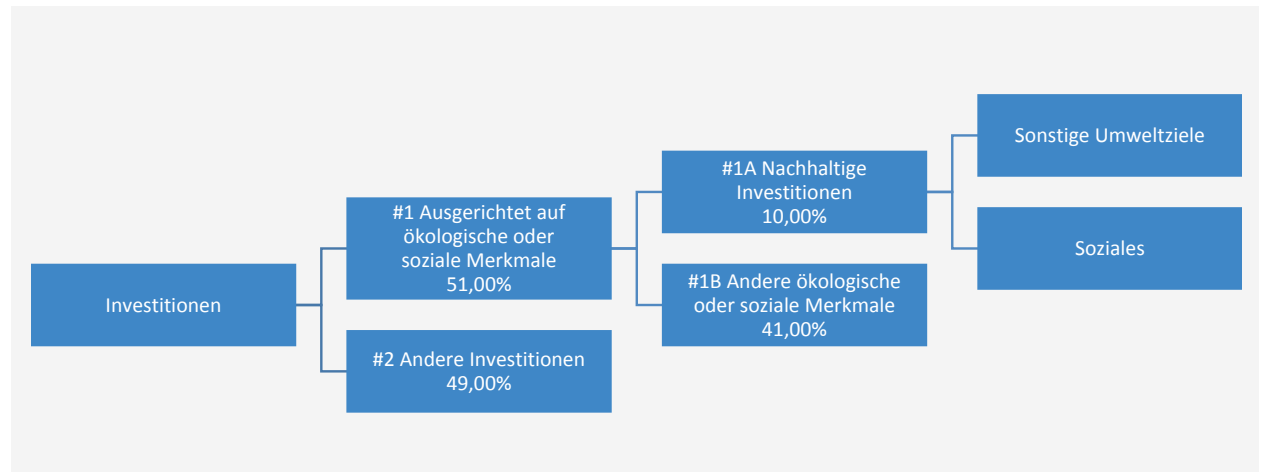 Investitionen
#1 Ausgerichtet auf
ökologische oder
soziale Merkmale
51,00%
#2 Andere Investitionen
49,00%
#1A Nachhaltige
Investitionen
10,00%
#1B Andere ökologische
oder soziale Merkmale
41,00%
Sonstige Umweltziele
Soziales